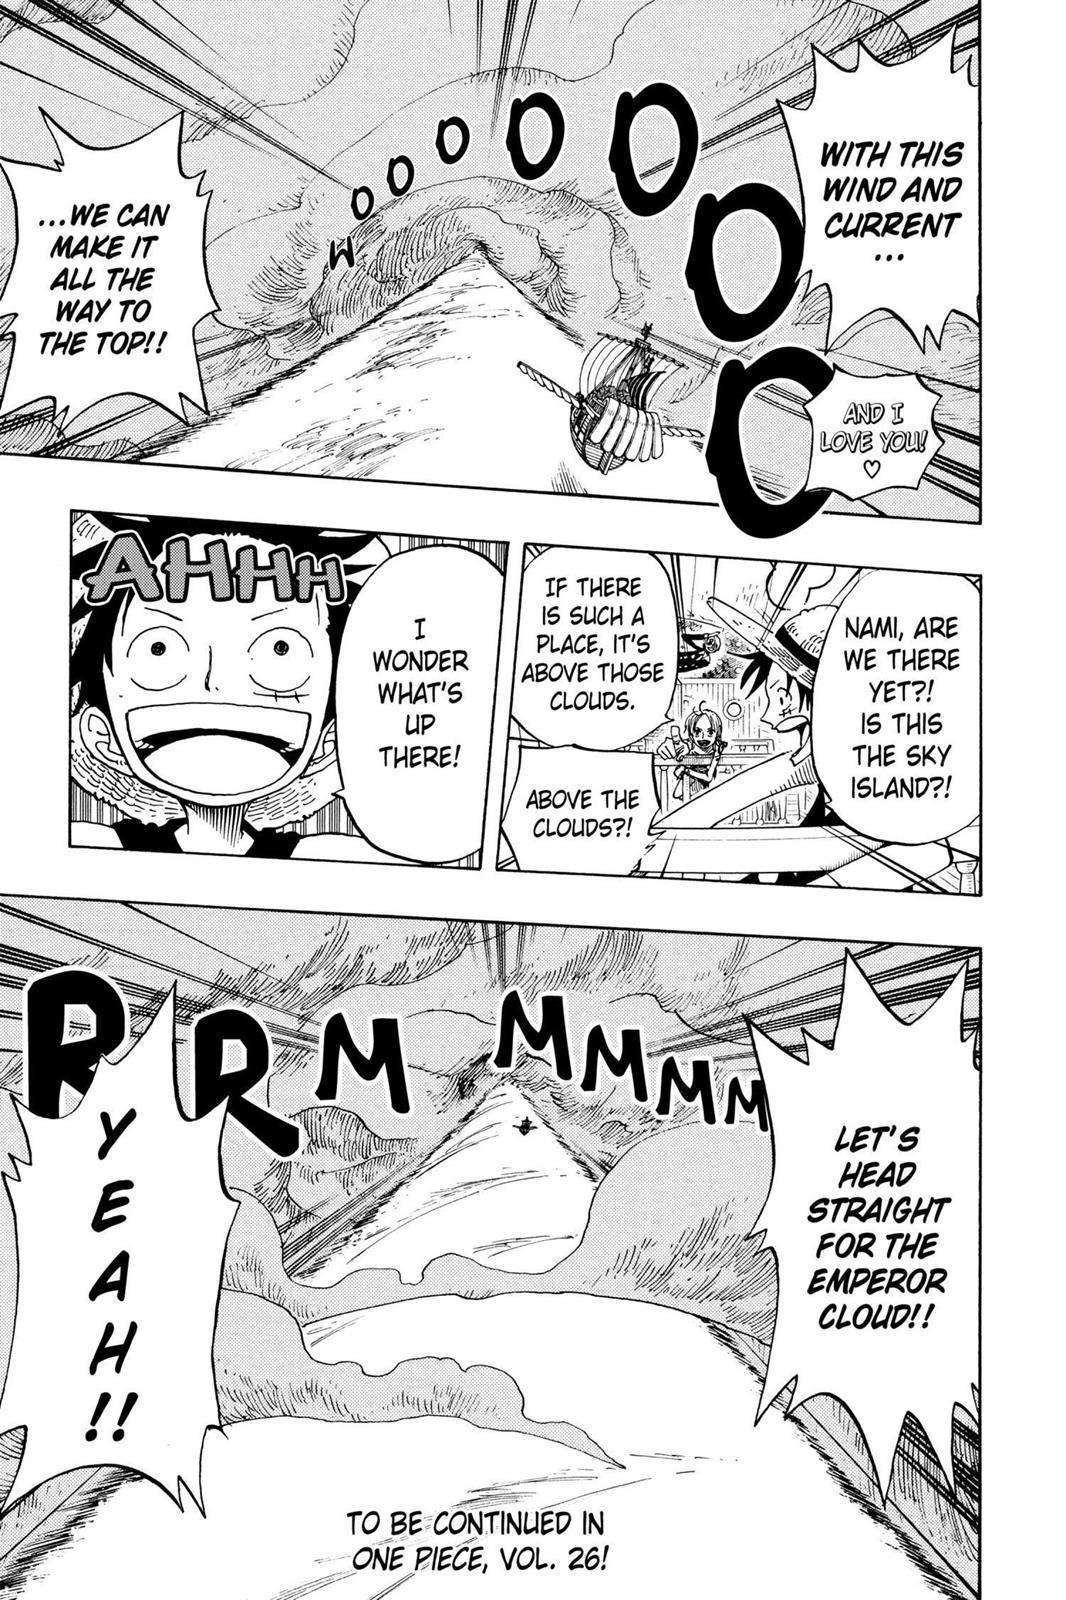 WITH THIS
WIND AND
CURRENT
...
AND I
LOVE YOU!
♡
WOOOOOOOO
...WE CAN
MAKE IT
ALL THE
WAY TO
THE TOP!!
NAMI, ARE
WE THERE
YET?!
IS THIS
THE SKY
ISLAND?!
IF THERE
IS SUCH A
PLACE, IT'S
ABOVE THOSE
CLOUDS.
ABOVE THE
CLOUDS?!
I
WONDER
WHAT'S
UP
THERE!
AHHH
LET'S
HEAD
STRAIGHT
FOR THE
EMPEROR
CLOUD!!
RRMMMMMM
YEAH!!
TO BE CONTINUED IN
ONE PIECE, VOL. 26!